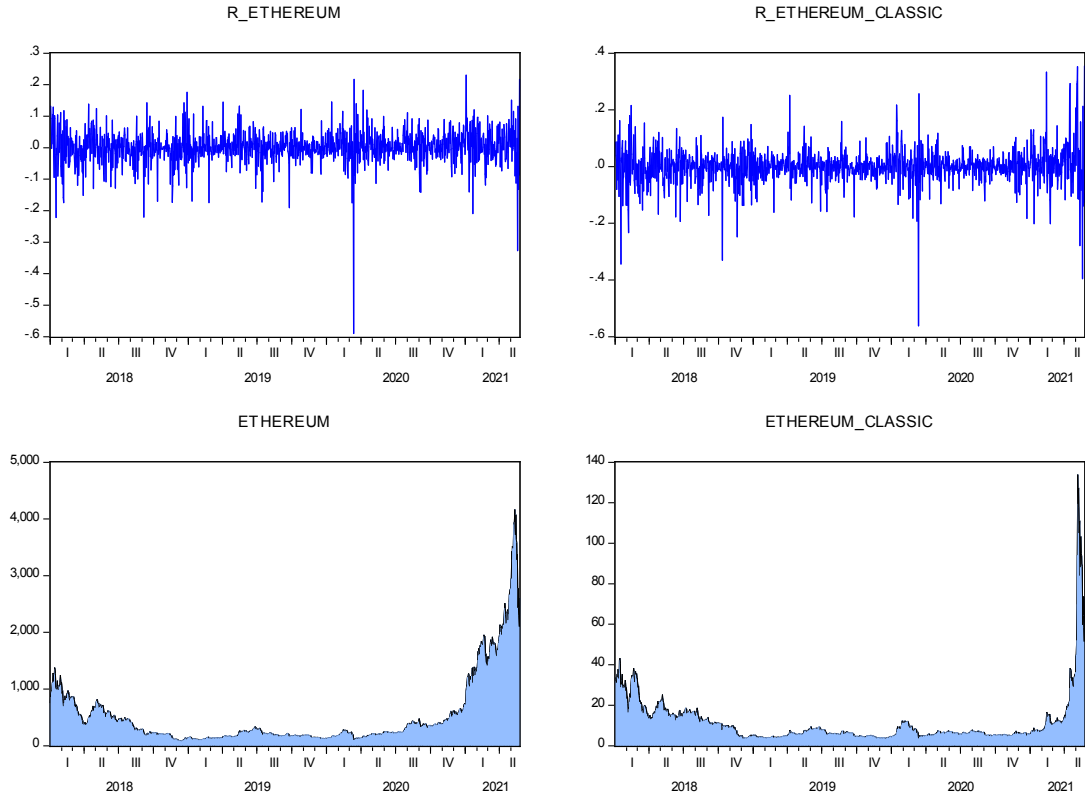 R_ETHEREUM
.3
.2
.1
.0
-.1
-.2
-.3
-.4
-.5
-.6
I II III IV I II III IV I II III IV I II
2018 2019 2020 2021
R_ETHEREUM_CLASSIC
.4
.2
.0
-.2
-.4
-.6
I II III IV I II III IV I II III IV I II
2018 2019 2020 2021
ETHEREUM
5,000
4,000
3,000
2,000
1,000
0
I II III IV I II III IV I II III IV I II
2018 2019 2020 2021
ETHEREUM_CLASSIC
140
120
100
80
60
40
20
0
I II III IV I II III IV I II III IV I II
2018 2019 2020 2021